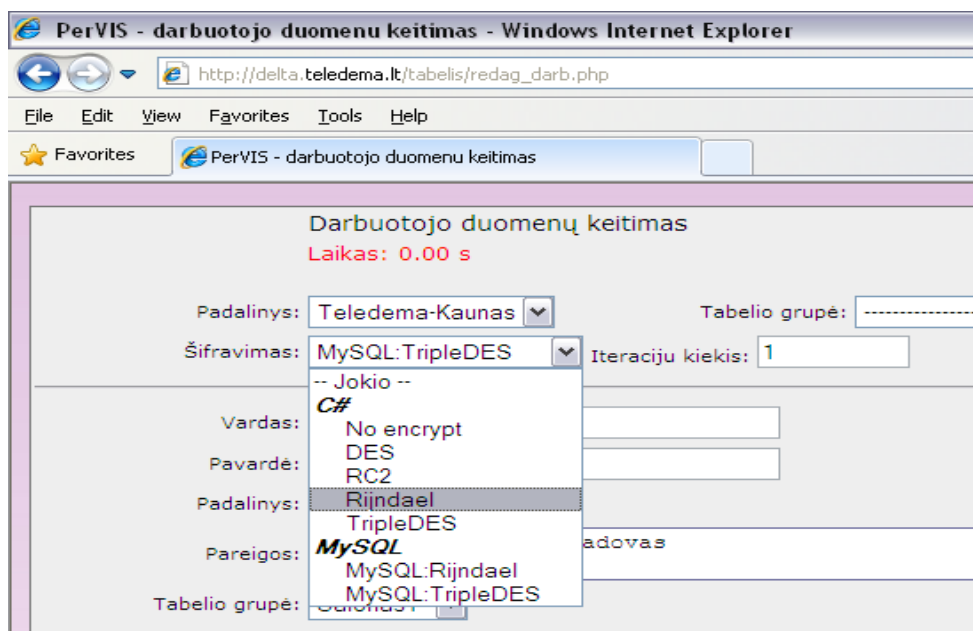 PerVIS - darbuotojo duomenu keitimas - Windows Internet Explorer
http://delta.teledema.lt/tabelis/redag_darb.php
File Edit View Favorites Tools Help
Favorites PerVIS - darbuotojo duomenu keitimas
Darbuotojo duomenų keitimas
Laikas: 0.00 s
Padalinys: Teledema-Kaunas Tabelio grupė: ----------------
Šifravimas: MySQL:TripleDES Iteraciju kiekis: 1
-- Jokio --
C#
Vardas: No encrypt
DES
Pavardė: RC2
Padalinys: Rijndael
TripleDES
Pareigos: MySQL adovas
MySQL:Rijndael
MySQL:TripleDES
Tabelio grupė: